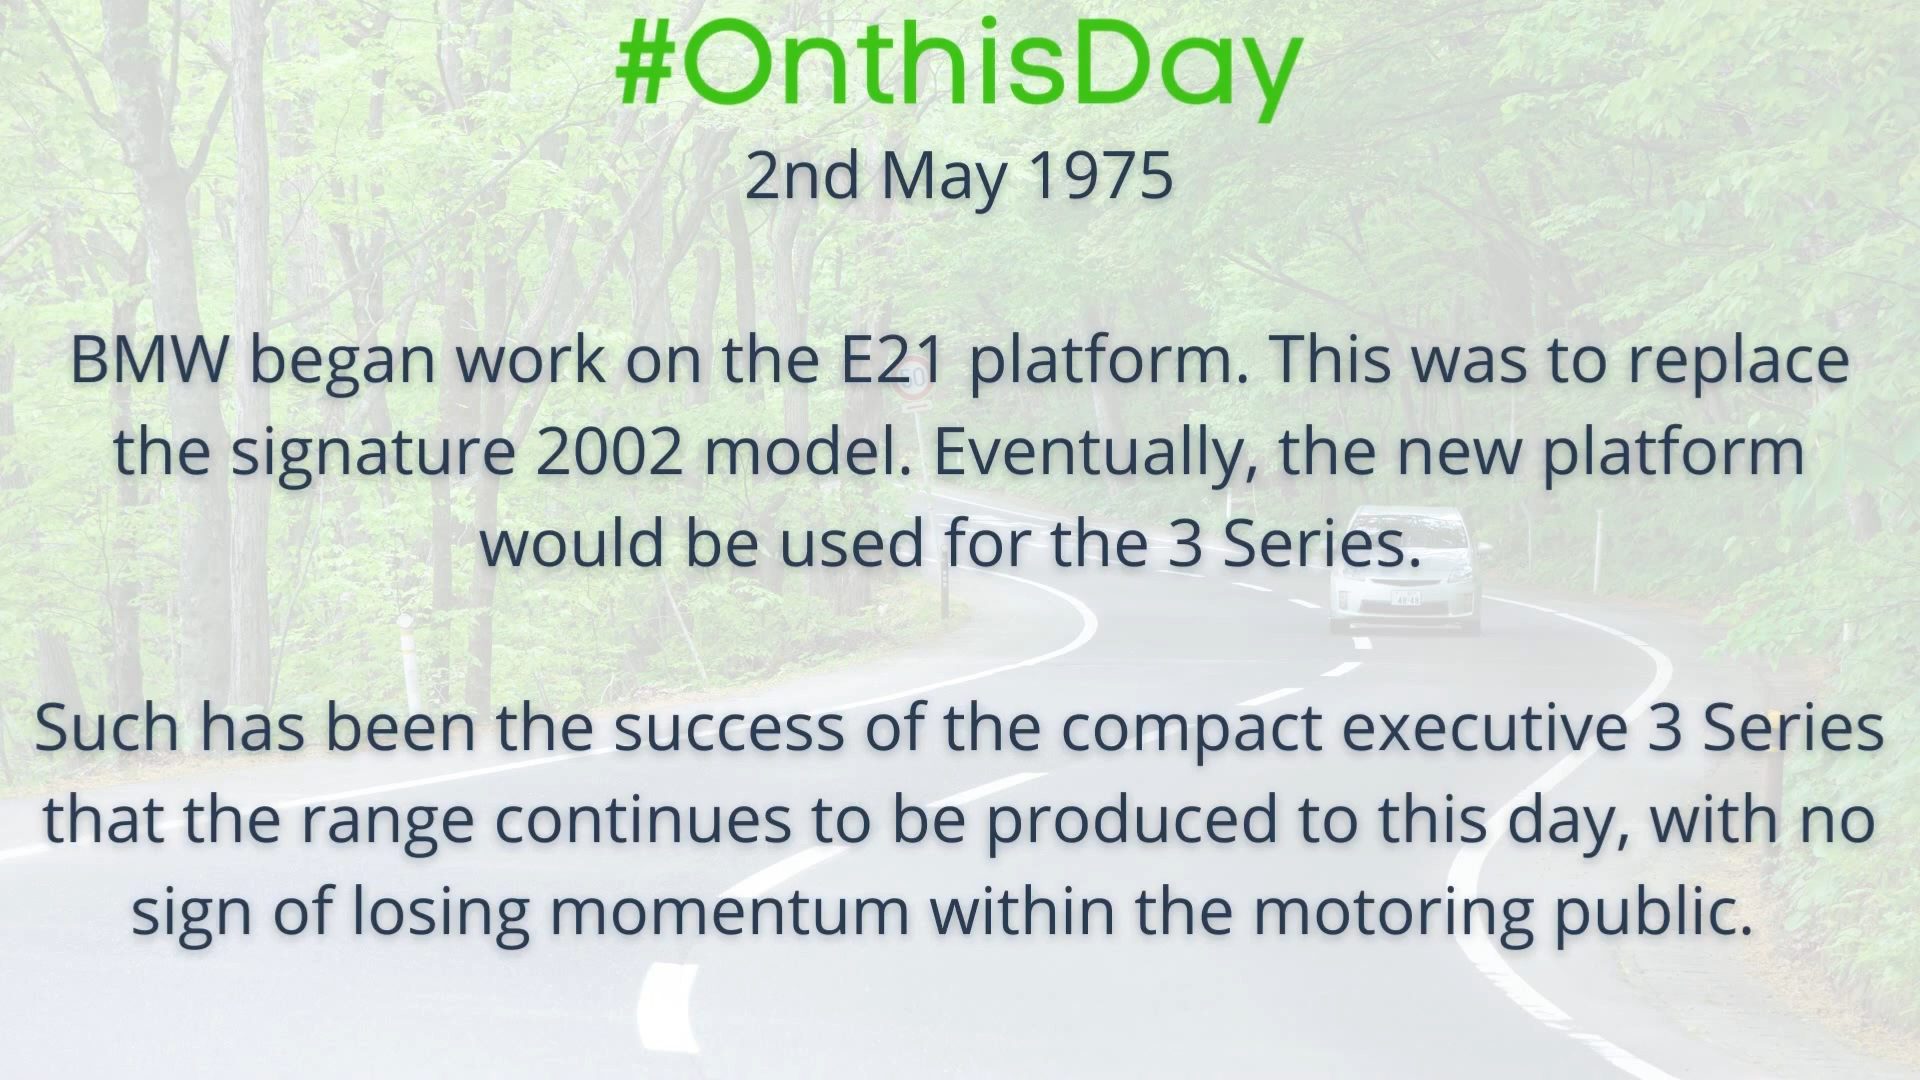 #OnthisDay
2nd May 1975
BMW began work on the E21 platform. This was to replace
the signature 2002 model. Eventually, the new platform
would be used for the 3 Series.
Such has been the success of the compact executive 3 Series
that the range continues to be produced to this day, with no
sign of losing momentum within the motoring public.
50